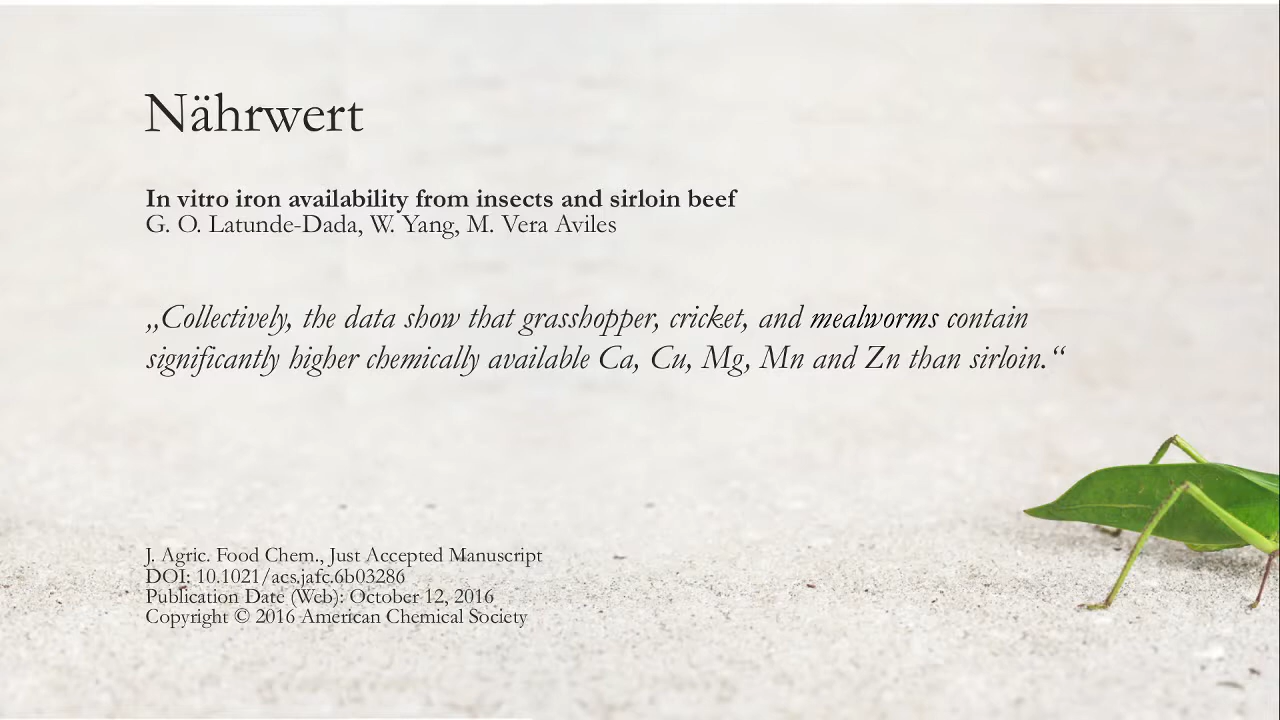 Nährwert
In vitro iron availability from insects and sirloin beef
G. O. Latunde-Dada, W. Yang, M. Vera Aviles
„Collectively, the data show that grasshopper, cricket, and mealworms contain
significantly higher chemically available Ca, Cu, Mg, Mn and Zn than sirloin.“
J. Agric. Food Chem., Just Accepted Manuscript
DOI: 10.1021/acs.jafc.6b03286
Publication Date (Web): October 12, 2016
Copyright © 2016 American Chemical Society